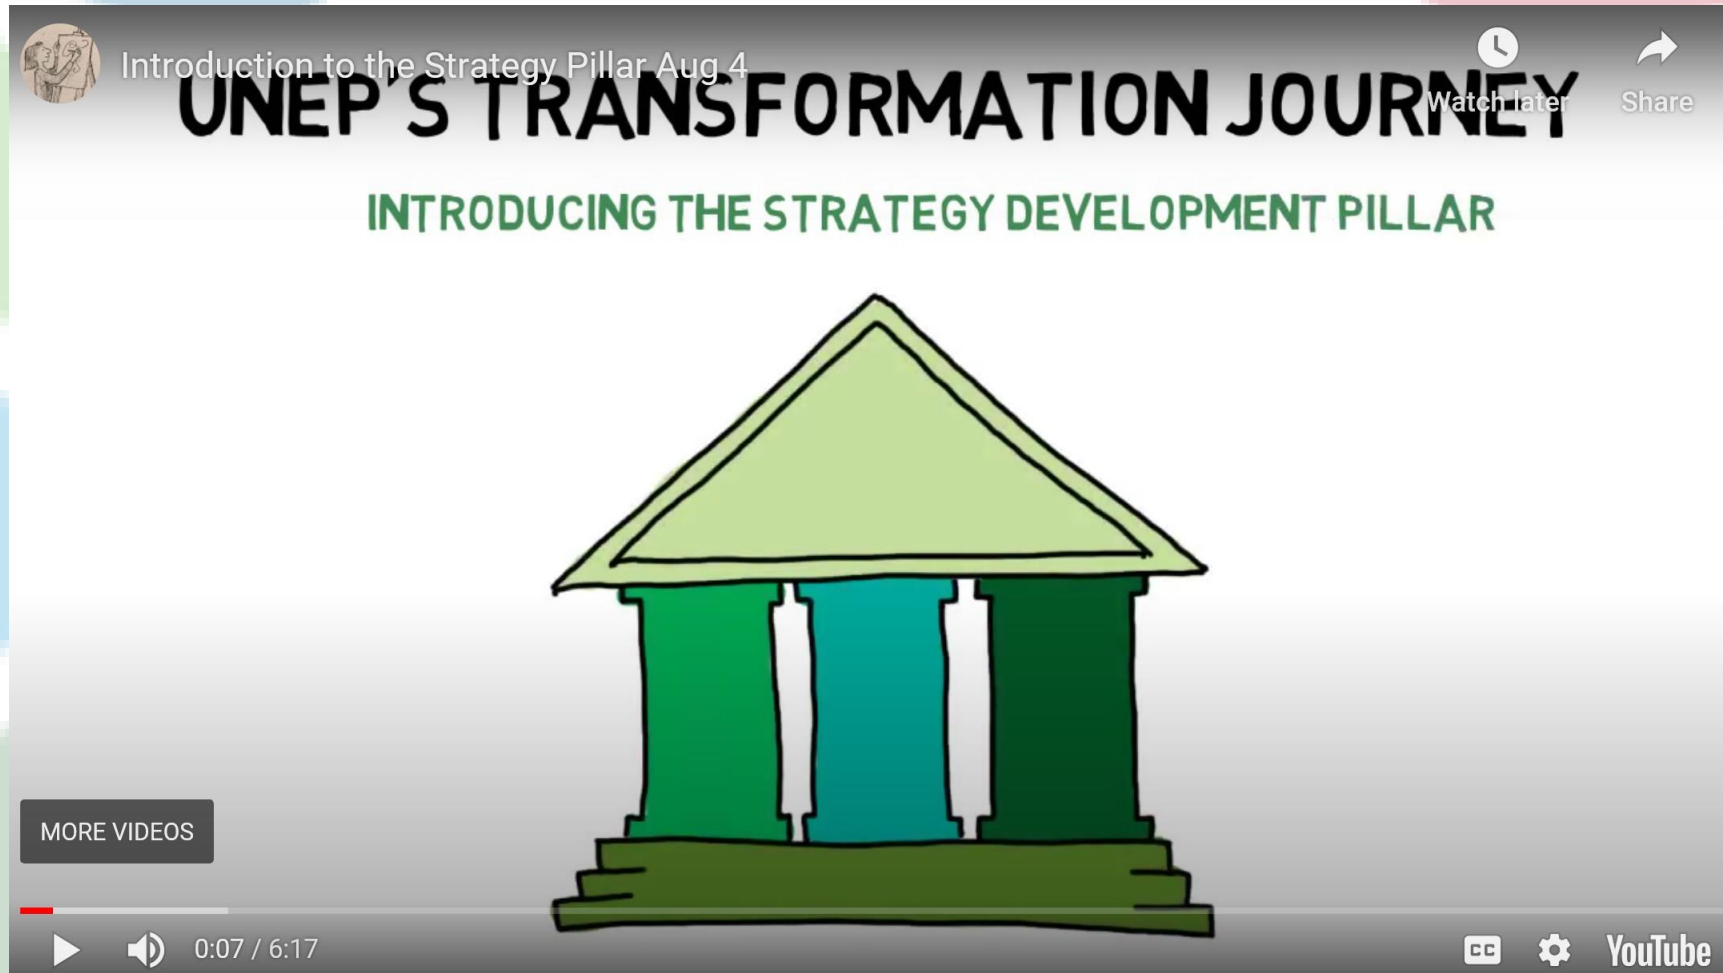 Introduction to the Strategy Pillar Aug 4
UNEP'S TRANSFORMATION JOURNEY
Watch later
Share
INTRODUCING THE STRATEGY DEVELOPMENT PILLAR
MORE VIDEOS
0:07 / 6:17
CC
YouTube